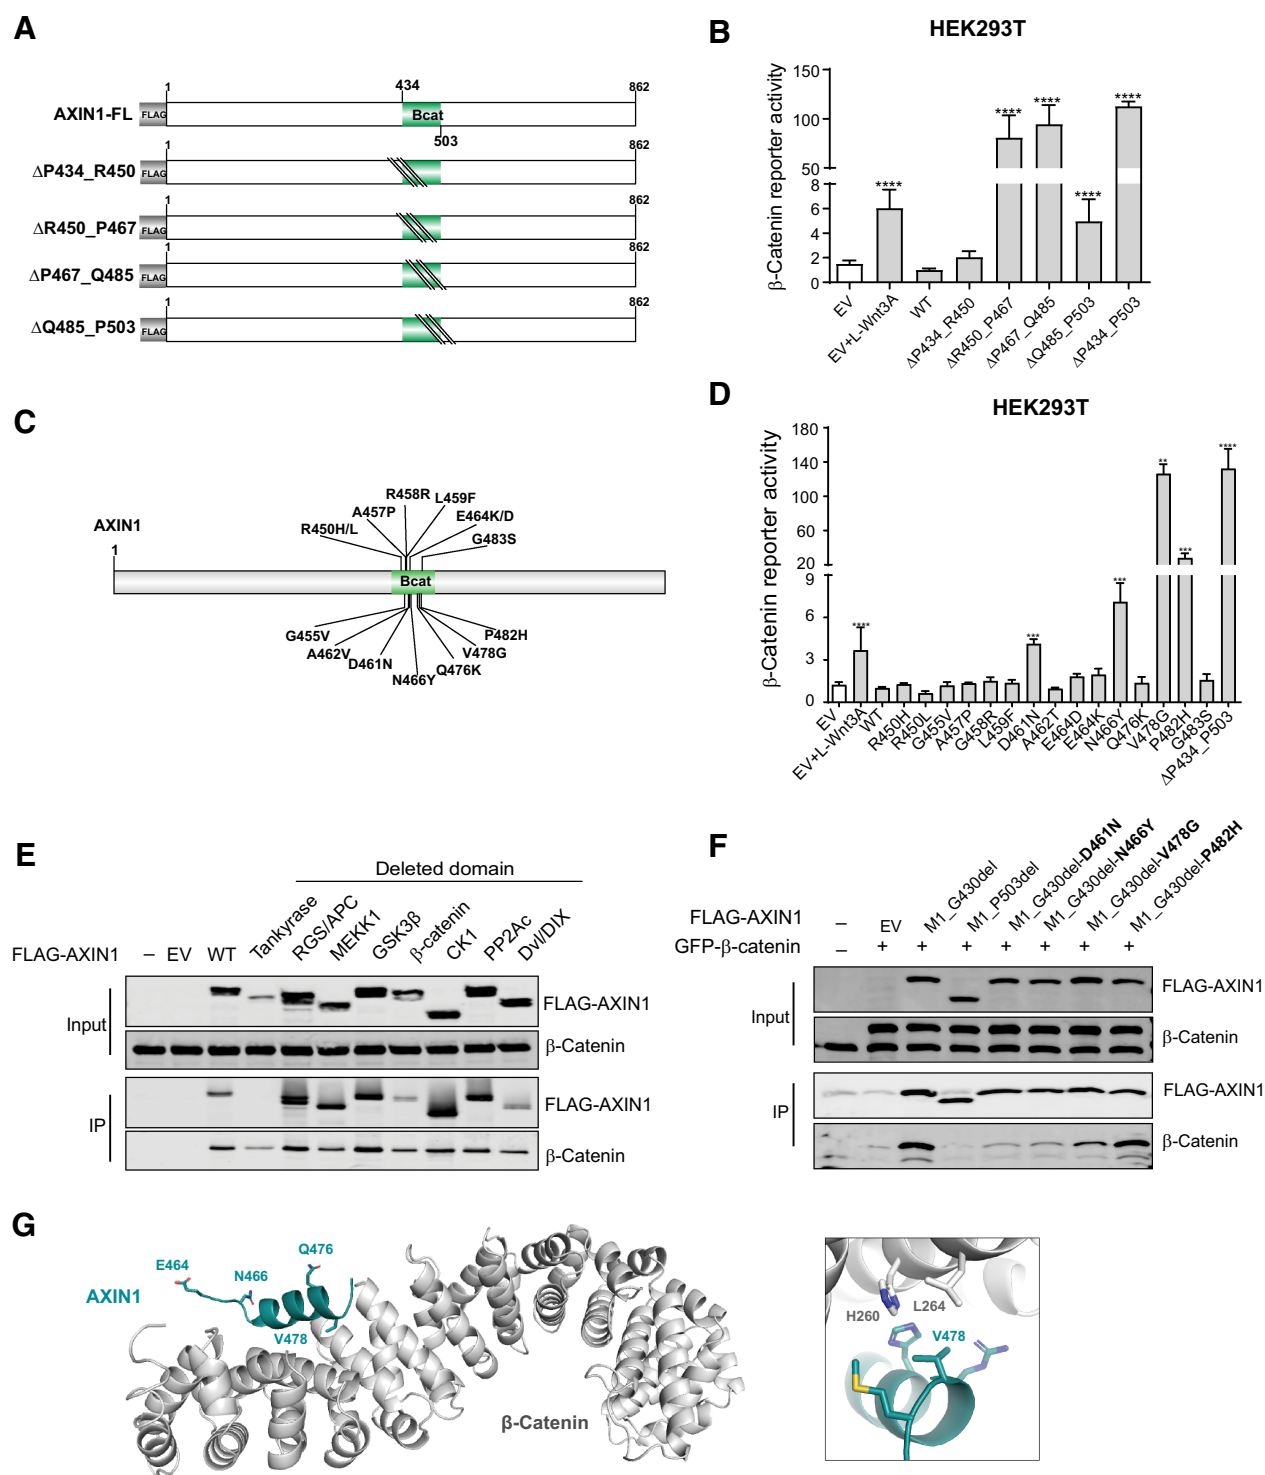 A
1
434
862
AXIN1-FL
FLAG
Bcat
503
1
862
ΔP434_R450
FLAG
1
862
ΔR450_P467
FLAG
1
862
ΔP467_Q485
FLAG
1
862
ΔQ485_P503
FLAG
B
HEK293T
β-Catenin reporter activity
150
100
50
8
6
4
2
0
****
****
****
****
****
EV
EV+L-Wnt3A
WT
ΔP434_R450
ΔR450_P467
ΔP467_Q485
ΔQ485_P503
ΔP434_P503
C
AXIN1
1
R450H/L
A457P
R458R
L459F
E464K/D
G483S
Bcat
G455V
A462V
D461N
N466Y
Q476K
V478G
P482H
D
HEK293T
β-Catenin reporter activity
180
140
100
60
20
9
6
3
0
****
***
***
**
***
****
EV
EV+L-Wnt3A
WT
R450H
R450L
G455V
A457P
G458R
L459F
D461N
A462T
E464D
E464K
N466Y
Q476K
V478G
P482H
G483S
ΔP434_P503
E
Deleted domain
FLAG-AXIN1
– EV WT Tankyrase RGS/APC MEKK1 GSK3β β-catenin CK1 PP2Ac Dvl/DIX
Input
FLAG-AXIN1
β-Catenin
IP
FLAG-AXIN1
β-Catenin
F
FLAG-AXIN1
– EV M1_G430del M1_P503del M1_G430del-D461N M1_G430del-N466Y M1_G430del-V478G M1_G430del-P482H
GFP-β-catenin
– + + + + + + +
Input
FLAG-AXIN1
β-Catenin
IP
FLAG-AXIN1
β-Catenin
G
AXIN1
E464
N466
Q476
V478
β-Catenin
H260
L264
V478